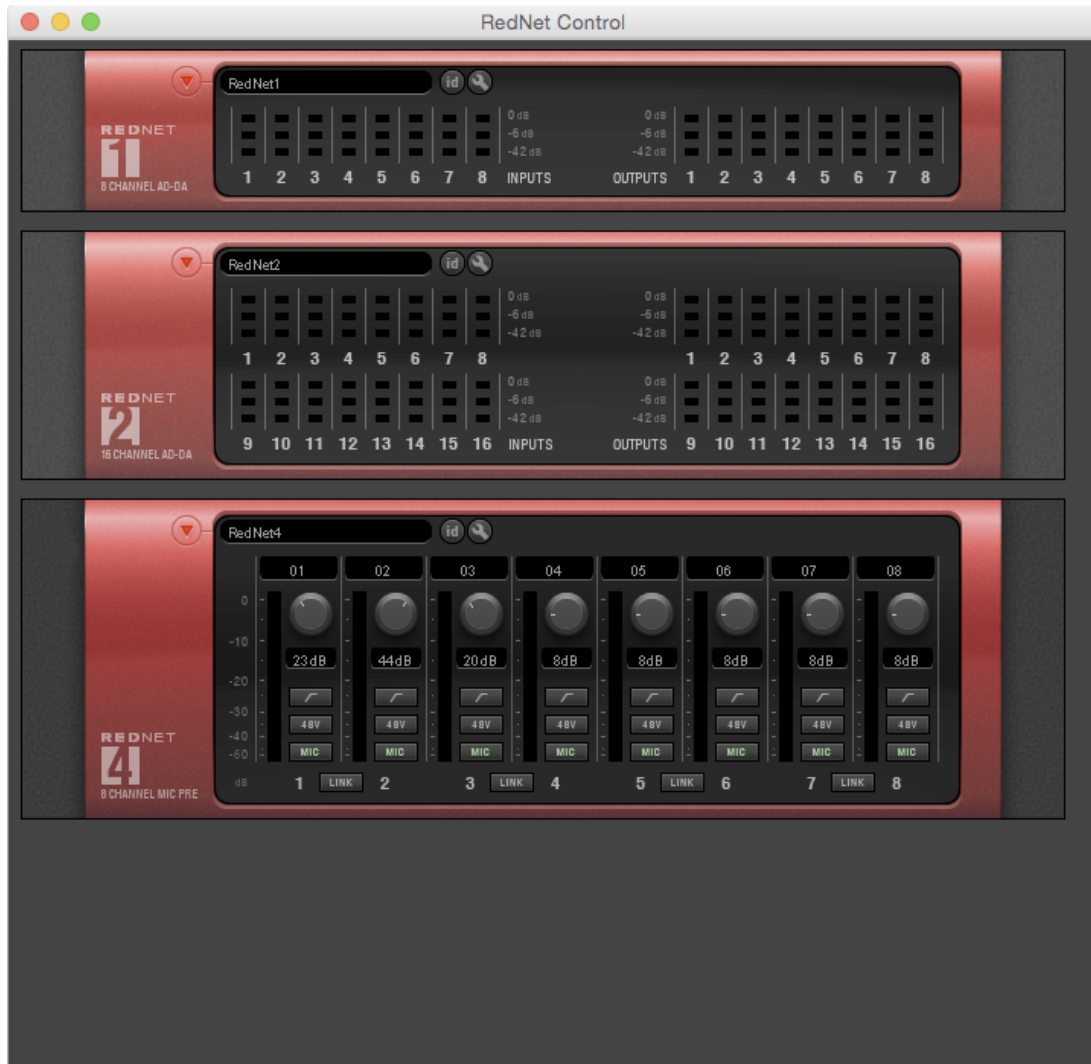 RedNet Control
RedNet1
id
REDNET
1
8 CHANNEL AD-DA
0 dB 0 dB
-6 dB -6 dB
-42 dB -42 dB
1 2 3 4 5 6 7 8 INPUTS OUTPUTS 1 2 3 4 5 6 7 8
RedNet2
id
0 dB 0 dB
-6 dB -6 dB
-42 dB -42 dB
1 2 3 4 5 6 7 8 1 2 3 4 5 6 7 8
REDNET
2
16 CHANNEL AD-DA
0 dB 0 dB
-6 dB -6 dB
-42 dB -42 dB
9 10 11 12 13 14 15 16 INPUTS OUTPUTS 9 10 11 12 13 14 15 16
RedNet4
id
01 02 03 04 05 06 07 08
0
-10
23dB 44dB 20dB 8dB 8dB 8dB 8dB 8dB
-20
-30
48V 48V 48V 48V 48V 48V 48V 48V
-40
-60
MIC MIC MIC MIC MIC MIC MIC MIC
dB 1 LINK 2 3 LINK 4 5 LINK 6 7 LINK 8
REDNET
4
8 CHANNEL MIC PRE